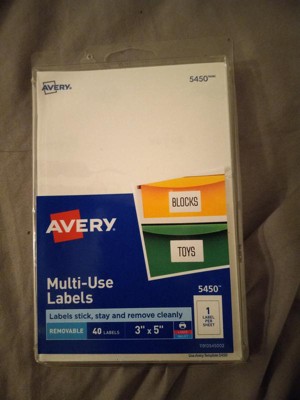 AVERY 5450
AVERY
BLOCKS
TOYS
Multi-Use
Labels
5450
Labels stick, stay and remove cleanly
REMOVABLE 40 LABELS 3" x 5"
1
LABEL
PER
SHEET